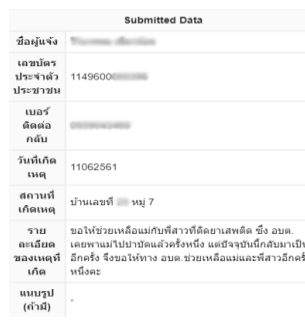 Submitted Data
ชื่อผู้แจ้ง
เลขบัตร
ประจำตัว
ประชาชน
1149600
เบอร์
ติดต่อ
กลับ
วันที่เกิด
เหตุ
11062561
สถานที่
เกิดเหตุ
บ้านเลขที่ หมู่ 7
ราย
ละเอียด
ของเหตุที่
เกิด
ขอให้ช่วยเหลือแม่กับพี่สาวที่ติดยาเสพติด ซึ่ง อบต.
เคยพาแม่ไปบำบัดแล้วครั้งหนึ่ง แต่ปัจจุบันนี้กลับมาเป็น
อีกครั้ง จึงขอให้ทาง อบต.ช่วยเหลือแม่และพี่สาวอีกครั้
หนึ่งคะ
แนบรูป
(ถ้ามี)
-